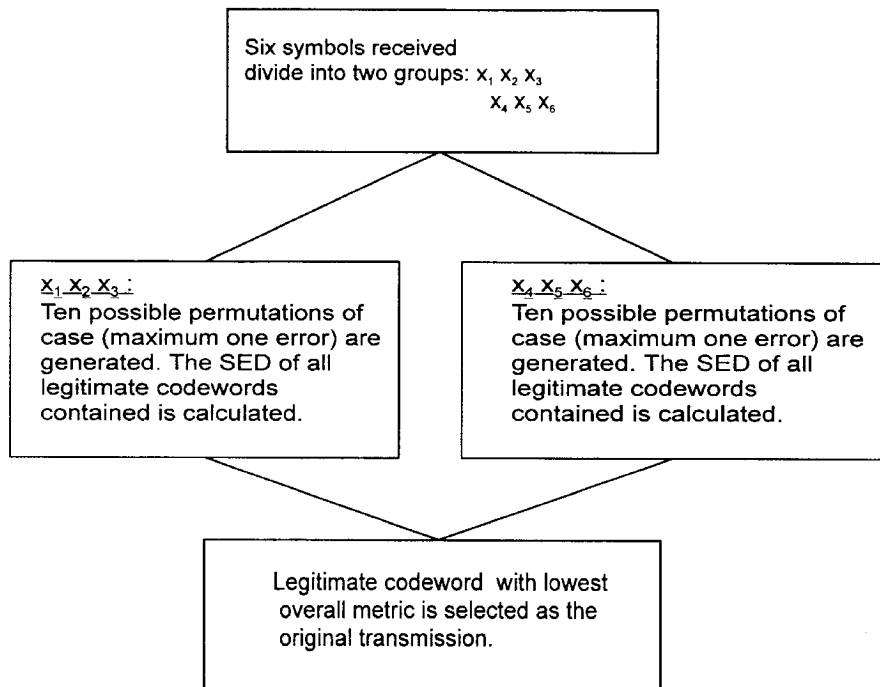 Six symbols received
divide into two groups: x₁ x₂ x₃
x₄ x₅ x₆
x₁ x₂ x₃ :
Ten possible permutations of
case (maximum one error) are
generated. The SED of all
legitimate codewords
contained is calculated.
x₄ x₅ x₆ :
Ten possible permutations of
case (maximum one error) are
generated. The SED of all
legitimate codewords
contained is calculated.
Legitimate codeword with lowest
overall metric is selected as the
original transmission.